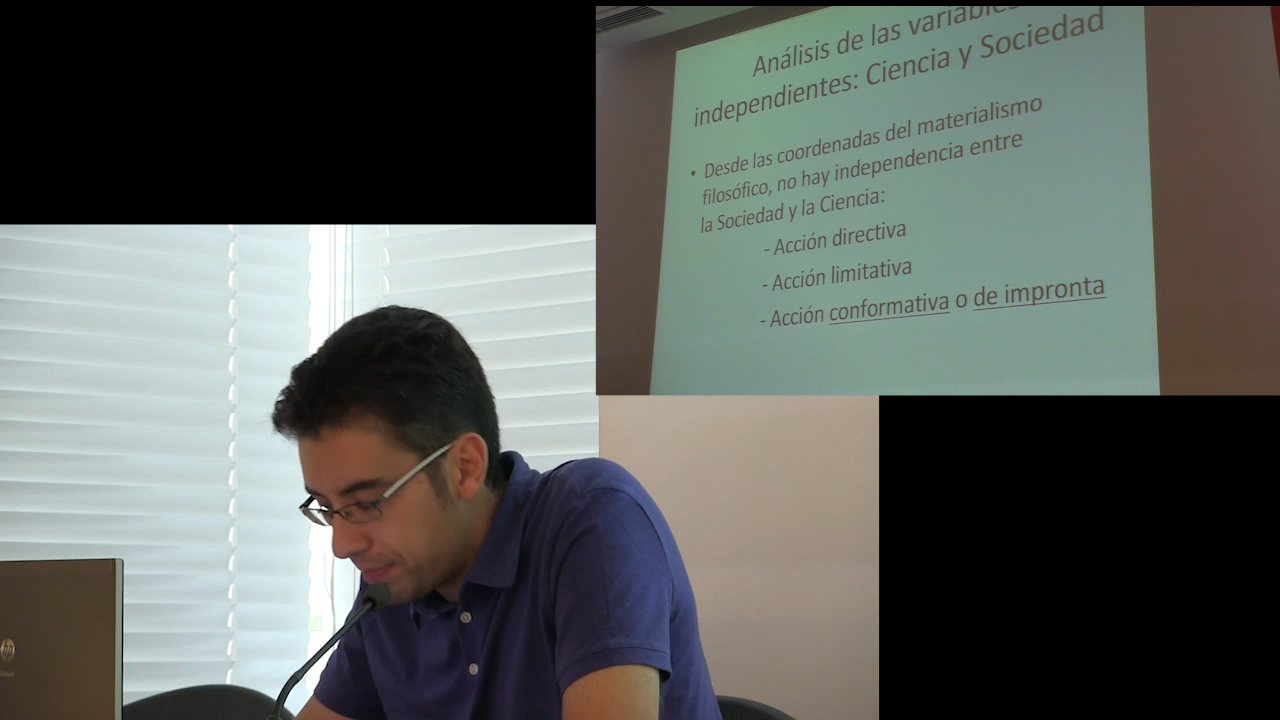 Análisis de las variables
independientes: Ciencia y Sociedad
• Desde las coordenadas del materialismo
filosófico, no hay independencia entre
la Sociedad y la Ciencia:
- Acción directiva
- Acción limitativa
- Acción conformativa o de impronta
hp